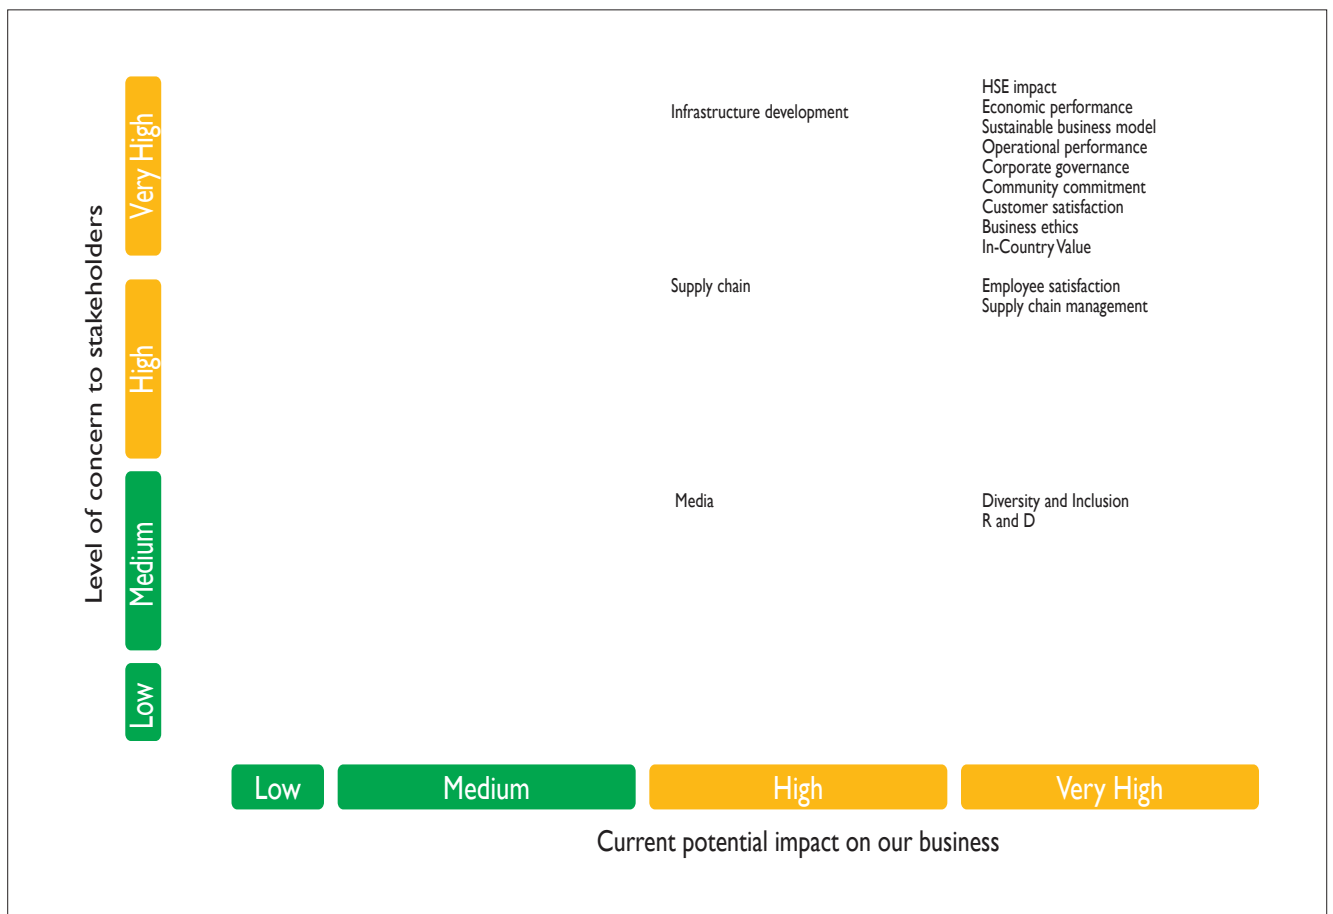 Level of concern to stakeholders
Very High
High
Medium
Low
Infrastructure development
HSE impact
Economic performance
Sustainable business model
Operational performance
Corporate governance
Community commitment
Customer satisfaction
Business ethics
In-Country Value
Supply chain
Employee satisfaction
Supply chain management
Media
Diversity and Inclusion
R and D
Low
Medium
High
Very High
Current potential impact on our business